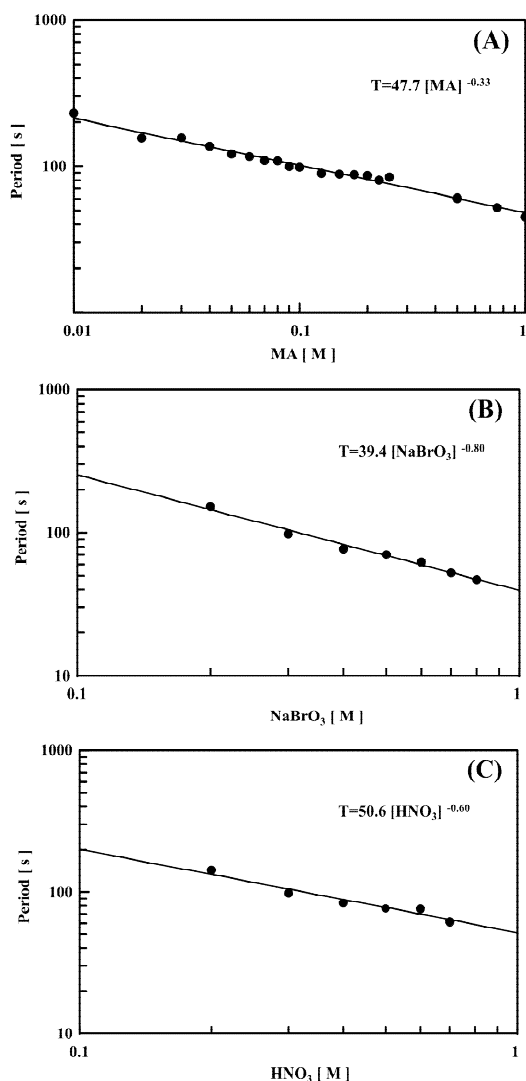 1000
(A)
T=47.7 [MA] -0.33
Period [ s ]
100
0.01
0.1
1
MA [ M ]
1000
(B)
T=39.4 [NaBrO3] -0.80
Period [ s ]
100
10
0.1
1
NaBrO3 [ M ]
1000
(C)
T=50.6 [HNO3] -0.60
Period [ s ]
100
10
0.1
1
HNO3 [ M ]